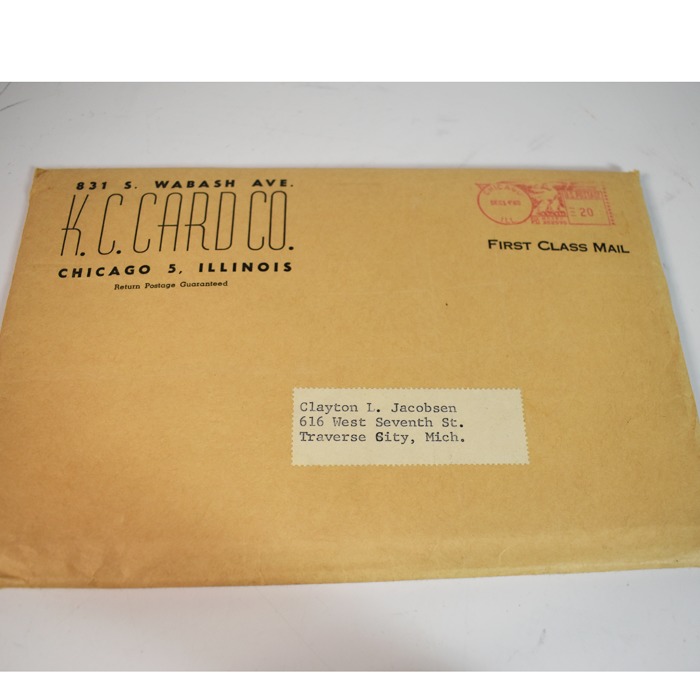 831 S. WABASH AVE.
K.C. CARD CO.
CHICAGO 5, ILLINOIS
Return Postage Guaranteed
20
ILL.
FIRST CLASS MAIL
Clayton L. Jacobsen
616 West Seventh St.
Traverse City, Mich.